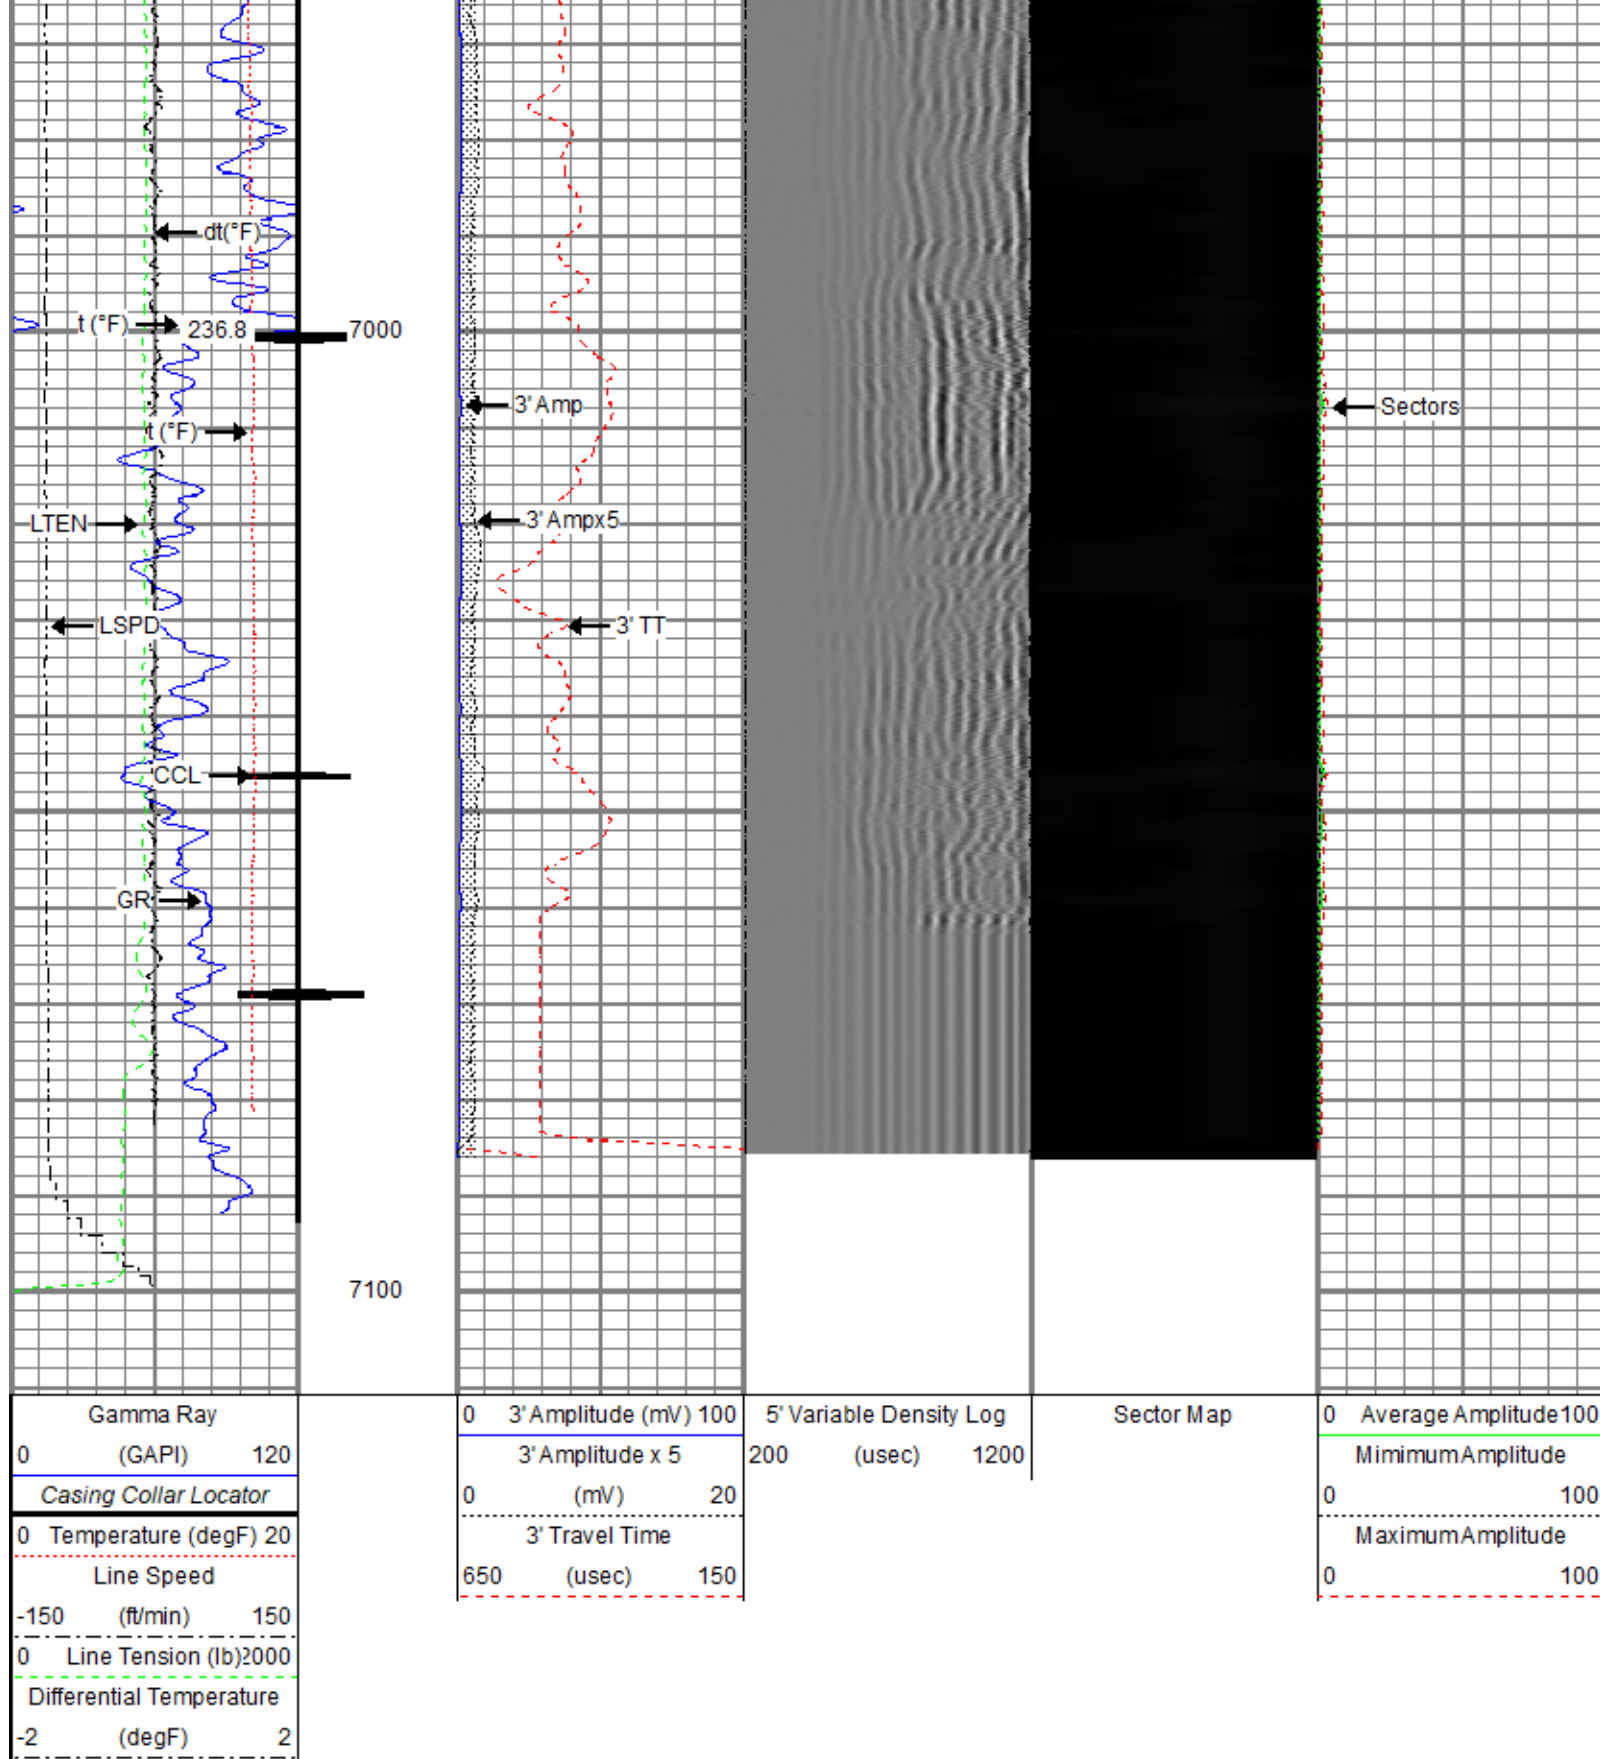 dt(°F)
t (°F)
236.8
7000
3' Amp
Sectors
t (°F)
LTEN
3' Ampx5
LSPD
3' TT
CCL
GR
7100
Gamma Ray
0 (GAPI) 120
Casing Collar Locator
0 Temperature (degF) 20
Line Speed
-150 (ft/min) 150
0 Line Tension (lb) 2000
Differential Temperature
-2 (degF) 2
0 3' Amplitude (mV) 100
3' Amplitude x 5
0 (mV) 20
3' Travel Time
650 (usec) 150
5' Variable Density Log
200 (usec) 1200
Sector Map
0 Average Amplitude 100
Mimimum Amplitude
0 100
Maximum Amplitude
0 100